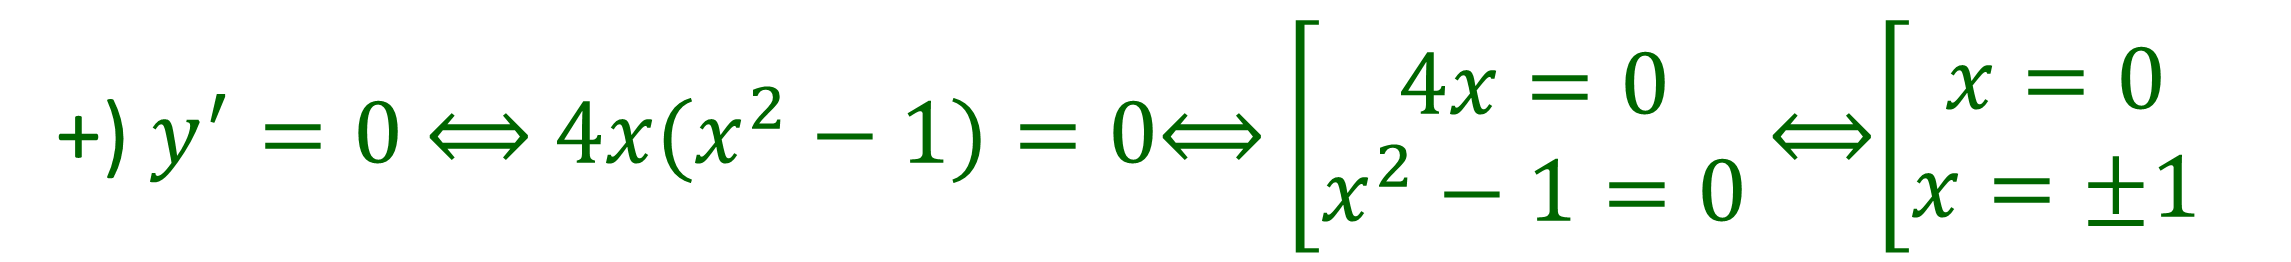 +) y′ = 0 ⟺ 4x(x² − 1) = 0 ⟺ [ 4x = 0 ; x² − 1 = 0 ⟺ [ x = 0 ; x = ±1